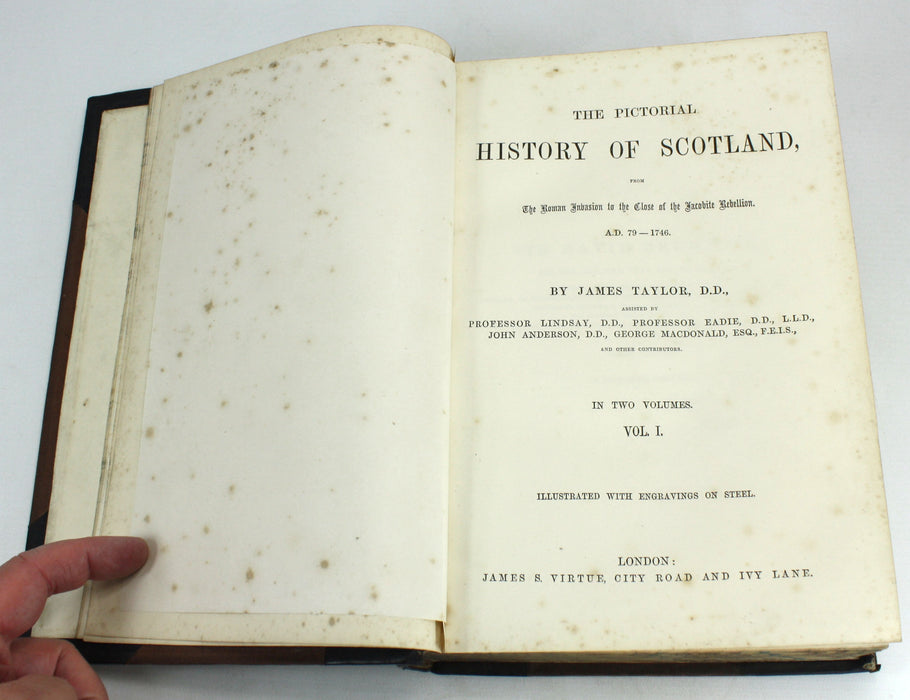 THE PICTORIAL
HISTORY OF SCOTLAND,
FROM
The Roman Invasion to the Close of the Jacobite Rebellion.
A.D. 79 — 1746.
BY JAMES TAYLOR, D.D.,
ASSISTED BY
PROFESSOR LINDSAY, D.D., PROFESSOR EADIE, D.D., L.L.D.,
JOHN ANDERSON, D.D., GEORGE MACDONALD, ESQ., F.E.I.S.,
AND OTHER CONTRIBUTORS.
IN TWO VOLUMES.
VOL. I.
ILLUSTRATED WITH ENGRAVINGS ON STEEL.
LONDON:
JAMES S. VIRTUE, CITY ROAD AND IVY LANE.